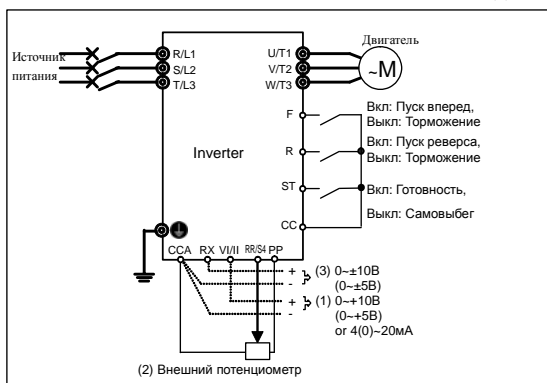 Источник
питания
R/L1
S/L2
T/L3
U/T1
V/T2
W/T3
Двигатель
~M
Inverter
F
Вкл: Пуск вперед,
Выкл: Торможение
R
Вкл: Пуск реверса,
Выкл: Торможение
ST
Вкл: Готовность,
CC
Выкл: Самовыбег
CCA RX VI/II RR/S4 PP
+ (3) 0~±10В
- (0~±5В)
+ (1) 0~+10В
- (0~+5В)
or 4(0)~20мА
(2) Внешний потенциометр